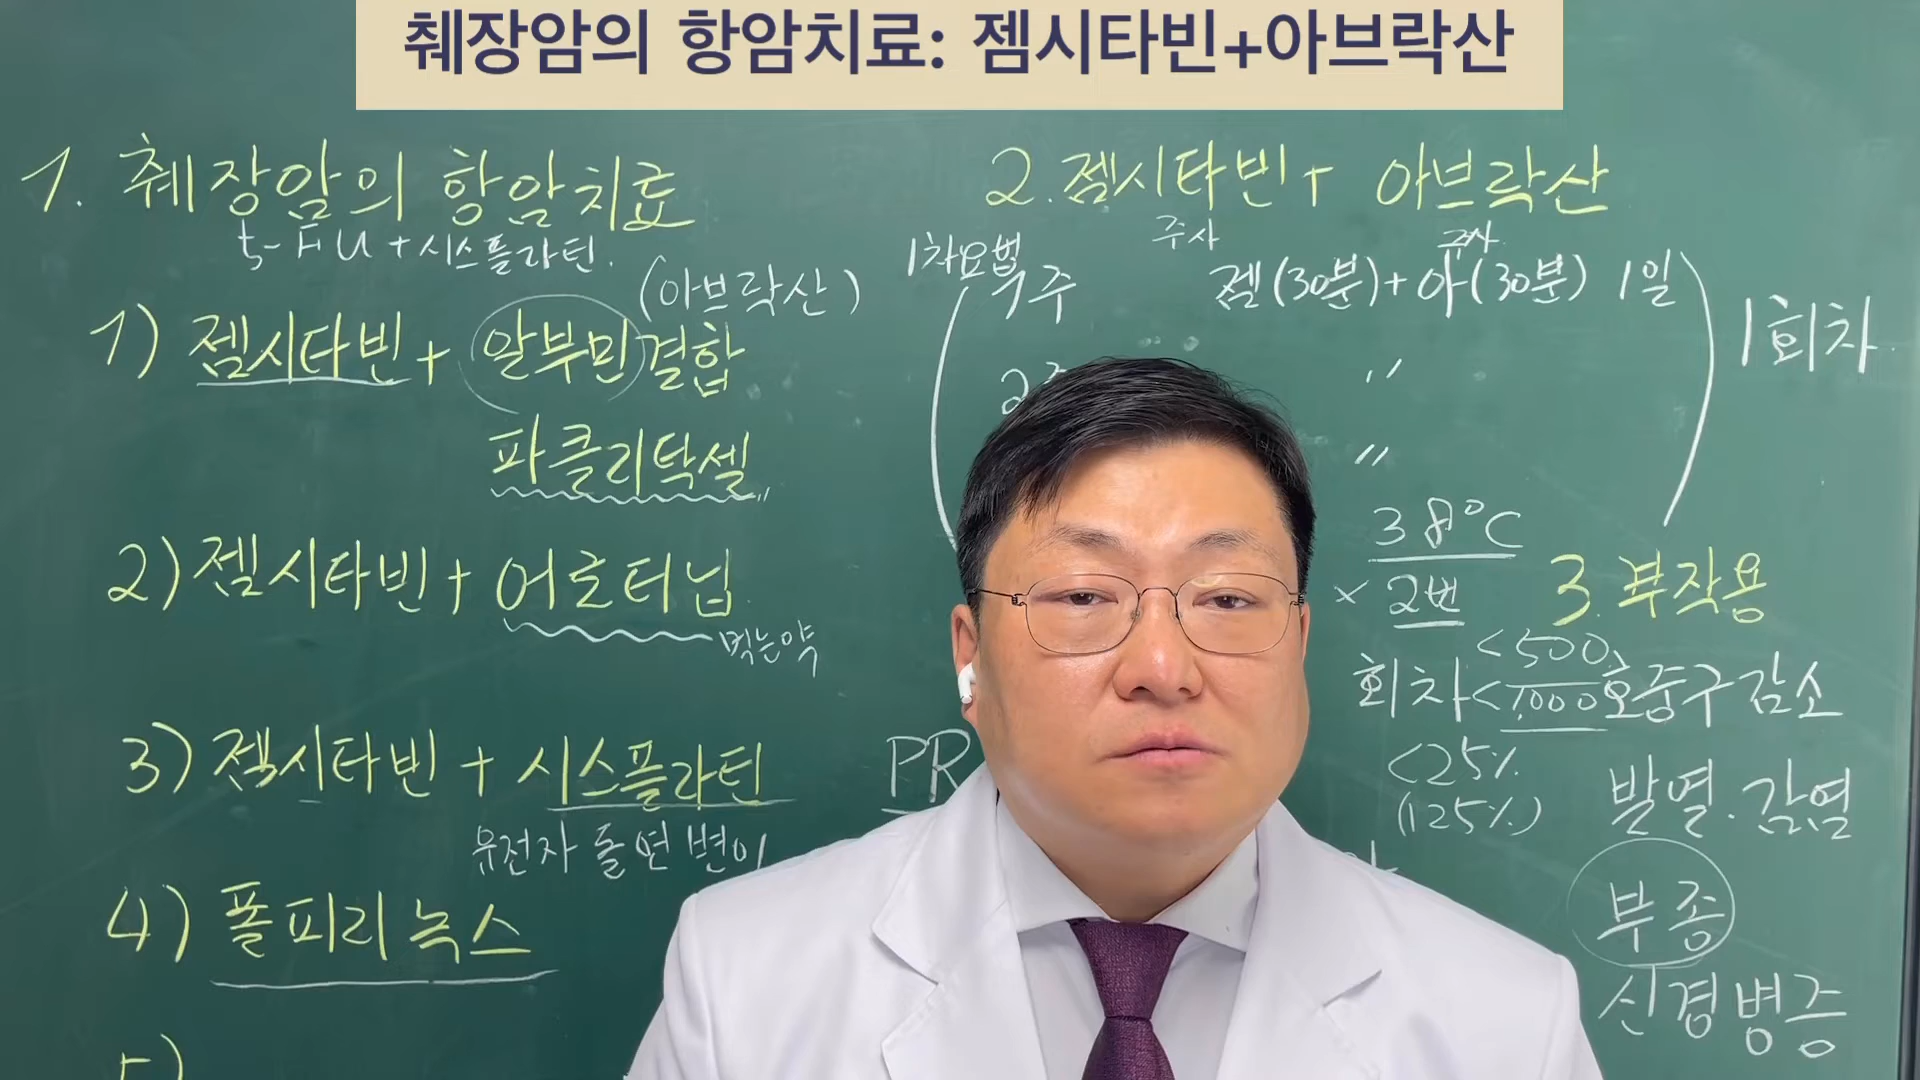 췌장암의 항암치료: 젬시타빈+아브락산
1. 췌장암의 항암치료
5-FU + 시스플라틴.
(아브락산)
1) 젬시타빈 + 알부민 결합
파클리탁셀
2) 젬시타빈 + 어로터닙
먹는약
3) 젬시타빈 + 시스플라틴
유전자 돌연변이
4) 폴피리녹스
5)
PR
2. 젬시타빈 + 아브락산
주사 주사
1차요법
1주 젬(30분)+아(30분) 1일
1회차
2주 〃
〃
38°C
× 2번
3. 부작용
<500
회차 <1000 호중구감소
<25%
(125%)
발열. 감염
부종
신경병증